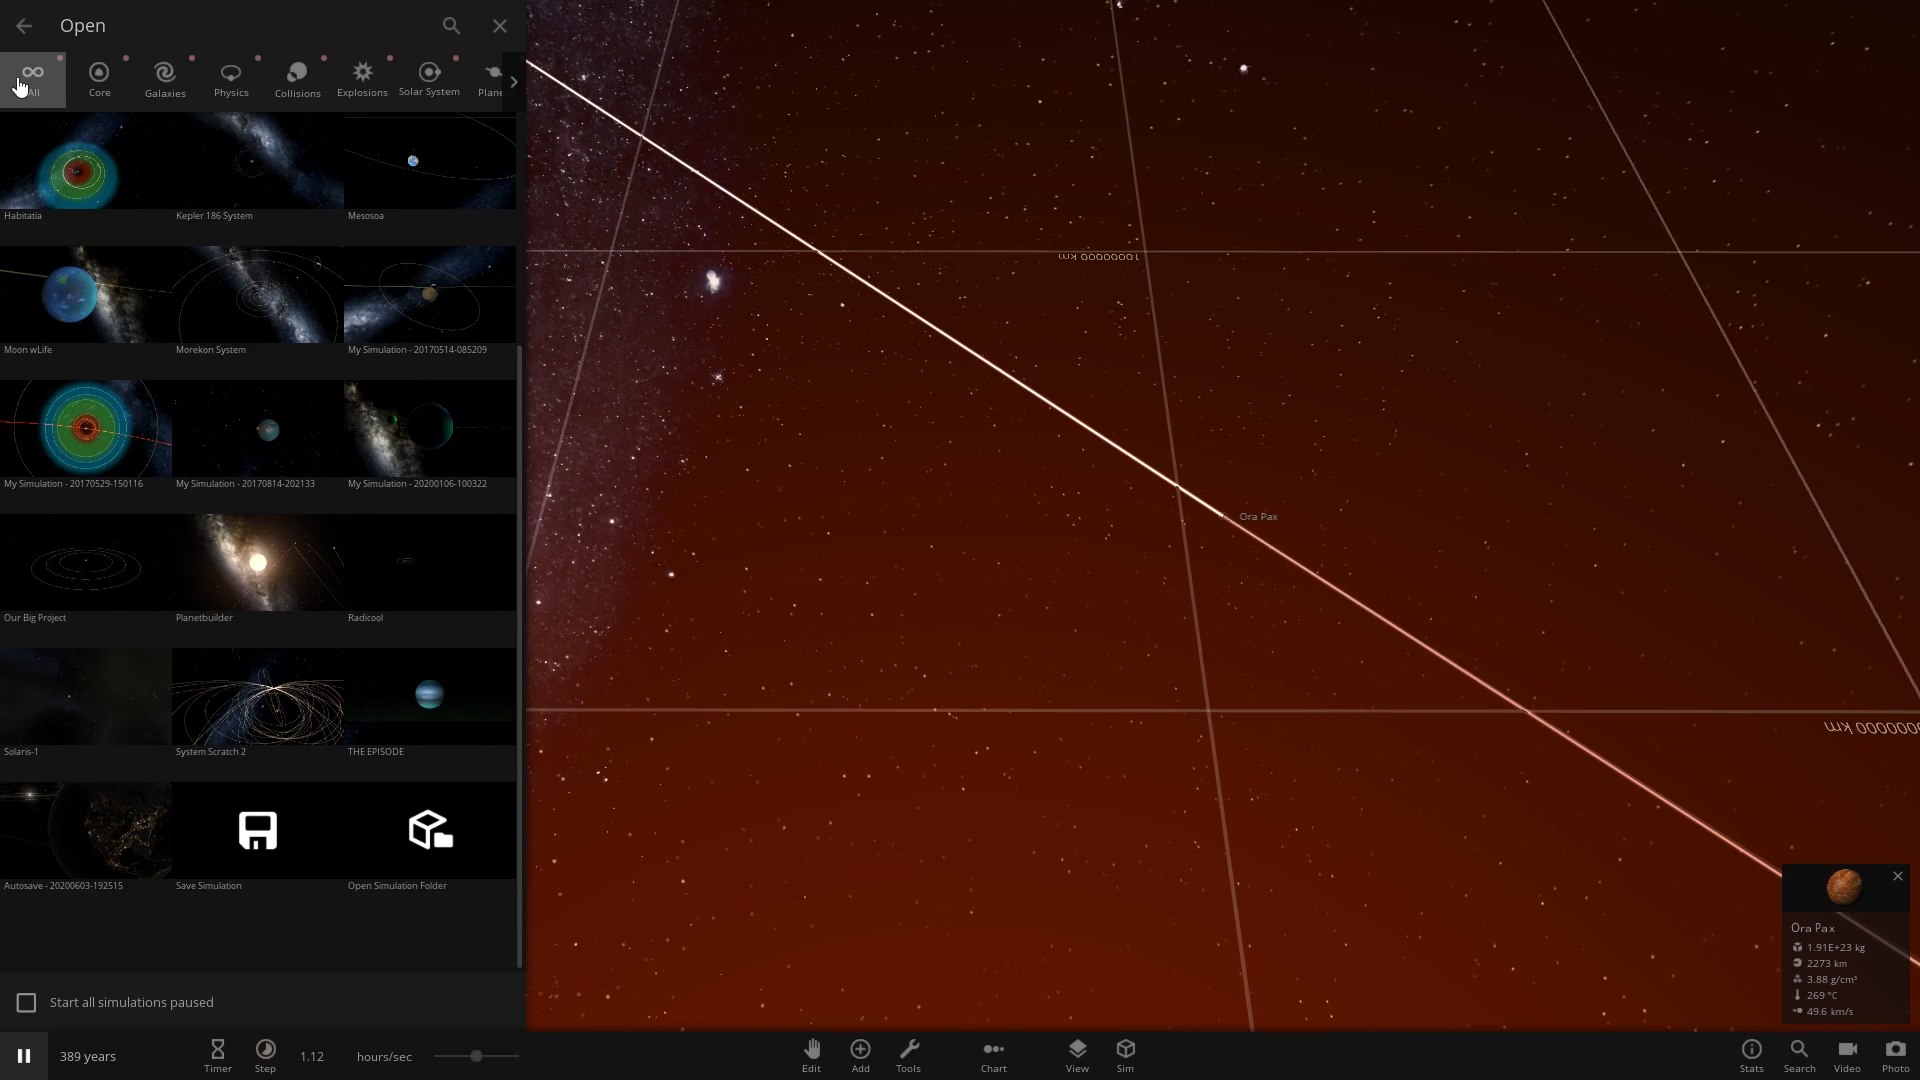 Open
All
Core
Galaxies
Physics
Collisions
Explosions
Solar System
Plane
Habitatia
Kepler 186 System
Mesosoa
Moon wLife
Morekon System
My Simulation - 20170514-085209
My Simulation - 20170529-150116
My Simulation - 20170814-202133
My Simulation - 20200106-100322
Our Big Project
Planetbuilder
Radicool
Solaris-1
System Scratch 2
THE EPISODE
Autosave - 20200603-192515
Save Simulation
Open Simulation Folder
Start all simulations paused
1000000 km
Ora Pax
Ora Pax
1.91E+23 kg
2273 km
3.88 g/cm³
269 °C
49.6 km/s
389 years
Timer
Step
1.12
hours/sec
Edit
Add
Tools
Chart
View
Sim
Stats
Search
Video
Photo